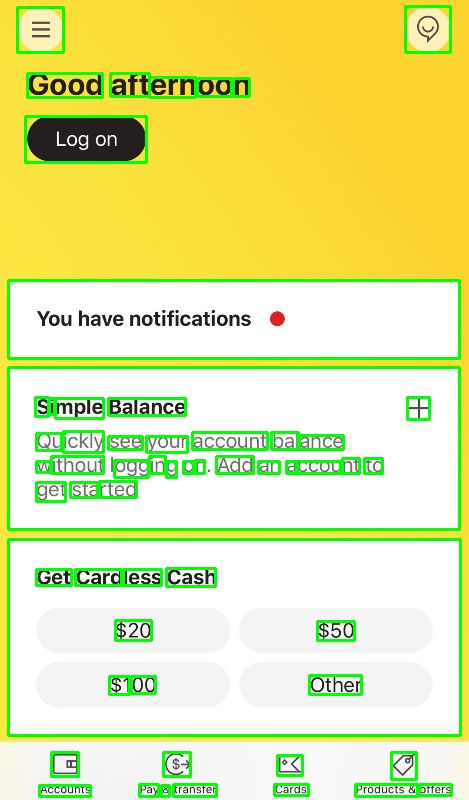 Good afternoon
Log on
You have notifications
Simple Balance
Quickly see your account balance
without logging on. Add an account to
get started
Get Cardless Cash
$20
$50
$100
Other
Accounts
Pay & transfer
Cards
Products & offers